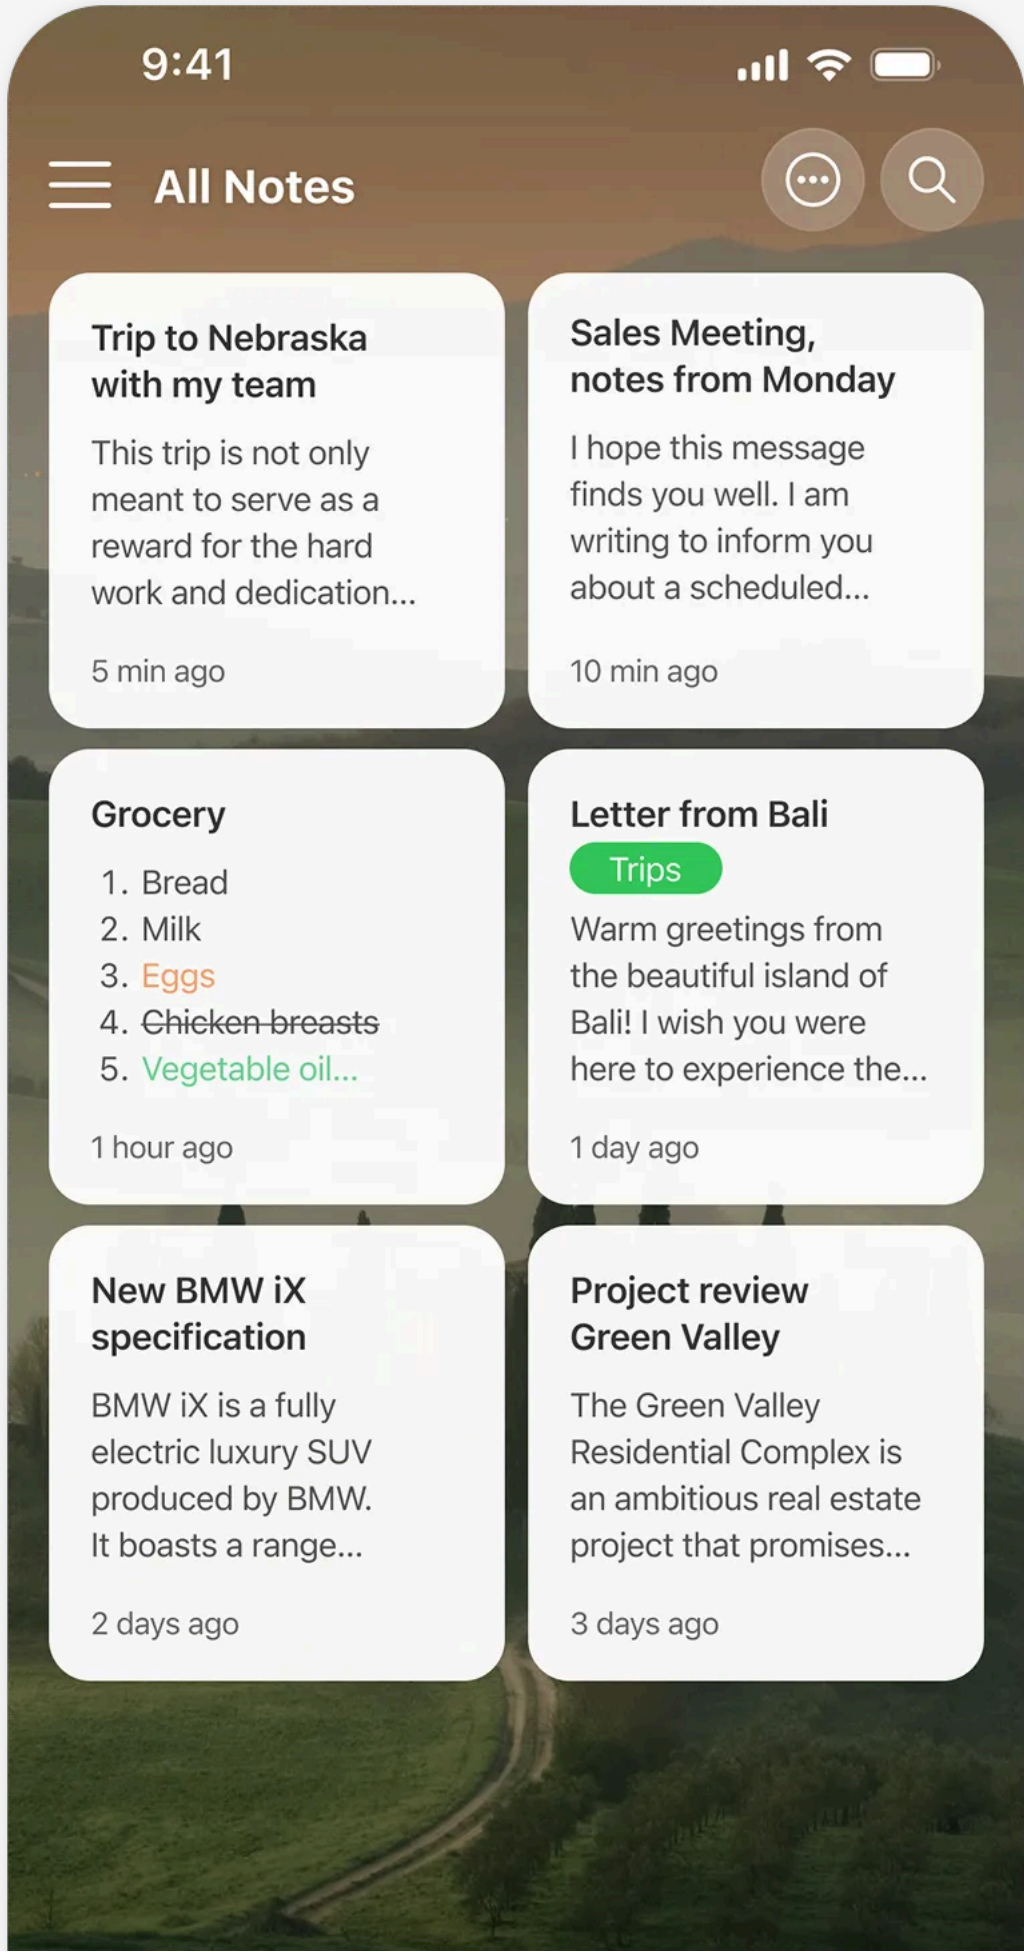 9:41
All Notes
Trip to Nebraska
with my team
This trip is not only
meant to serve as a
reward for the hard
work and dedication...
5 min ago
Sales Meeting,
notes from Monday
I hope this message
finds you well. I am
writing to inform you
about a scheduled...
10 min ago
Grocery
1. Bread
2. Milk
3. Eggs
4. Chicken breasts
5. Vegetable oil...
1 hour ago
Letter from Bali
Trips
Warm greetings from
the beautiful island of
Bali! I wish you were
here to experience the...
1 day ago
New BMW iX
specification
BMW iX is a fully
electric luxury SUV
produced by BMW.
It boasts a range...
2 days ago
Project review
Green Valley
The Green Valley
Residential Complex is
an ambitious real estate
project that promises...
3 days ago